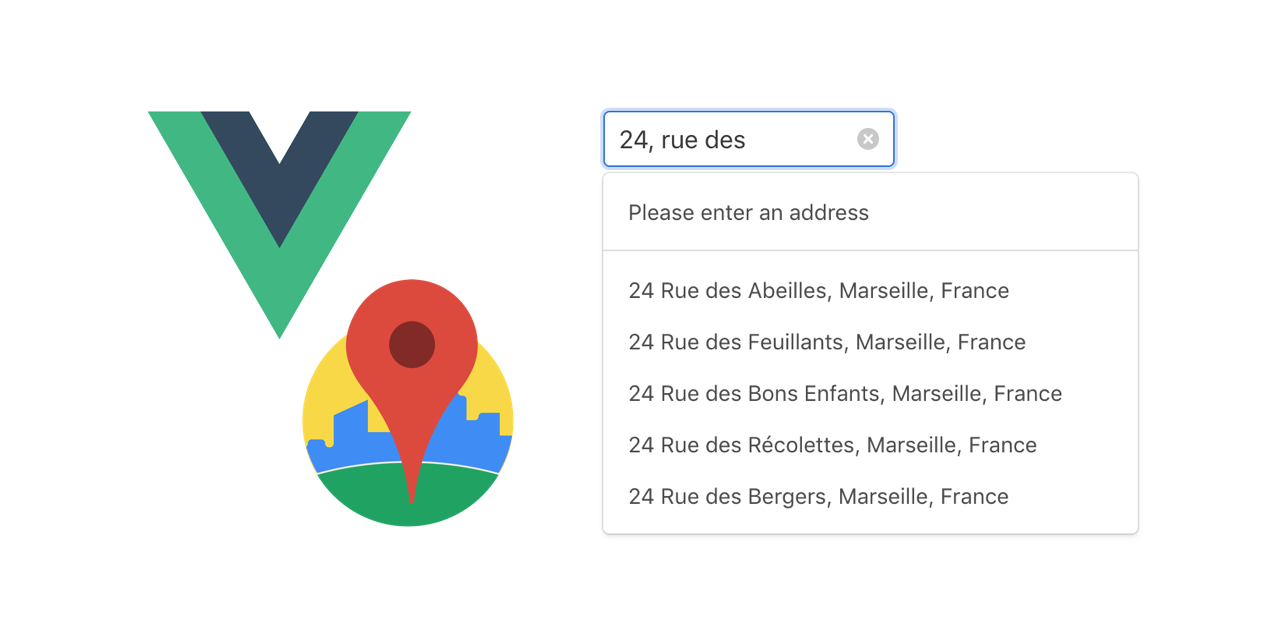 24, rue des
Please enter an address
24 Rue des Abeilles, Marseille, France
24 Rue des Feuillants, Marseille, France
24 Rue des Bons Enfants, Marseille, France
24 Rue des Récolettes, Marseille, France
24 Rue des Bergers, Marseille, France